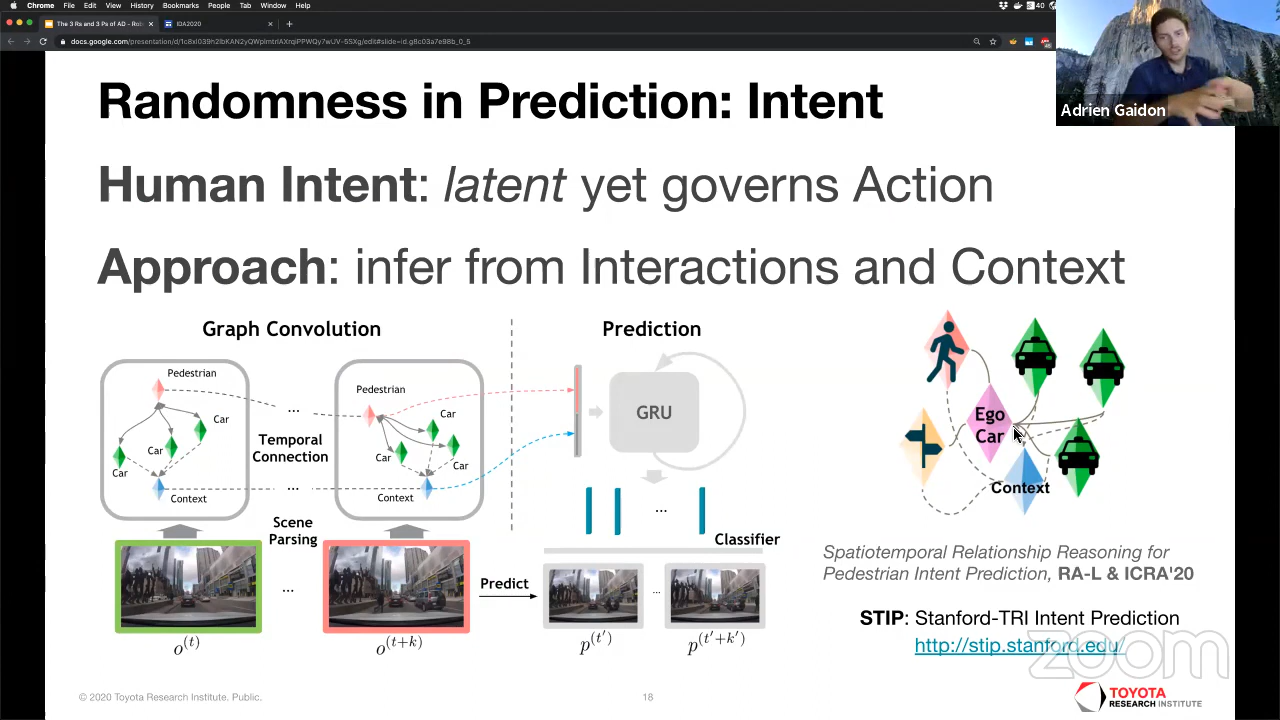 Chrome File Edit View History Bookmarks People Tab Window Help
40
The 3 Rs and 3 Ps of AD - Rob
IDA2020
Adrien Gaidon
Randomness in Prediction: Intent
Human Intent: latent yet governs Action
Approach: infer from Interactions and Context
Graph Convolution
Prediction
Pedestrian
Car
Car
Car
Context
...
Temporal
Connection
...
Pedestrian
Car
Car
Car
Context
GRU
...
Classifier
Scene
Parsing
...
Predict
...
o(t)
o(t+k)
p(t′)
p(t′+k′)
Ego
Car
Context
Spatiotemporal Relationship Reasoning for
Pedestrian Intent Prediction, RA-L & ICRA'20
STIP: Stanford-TRI Intent Prediction
http://stip.stanford.edu/
zoom
© 2020 Toyota Research Institute. Public.
18
TOYOTA
RESEARCH INSTITUTE